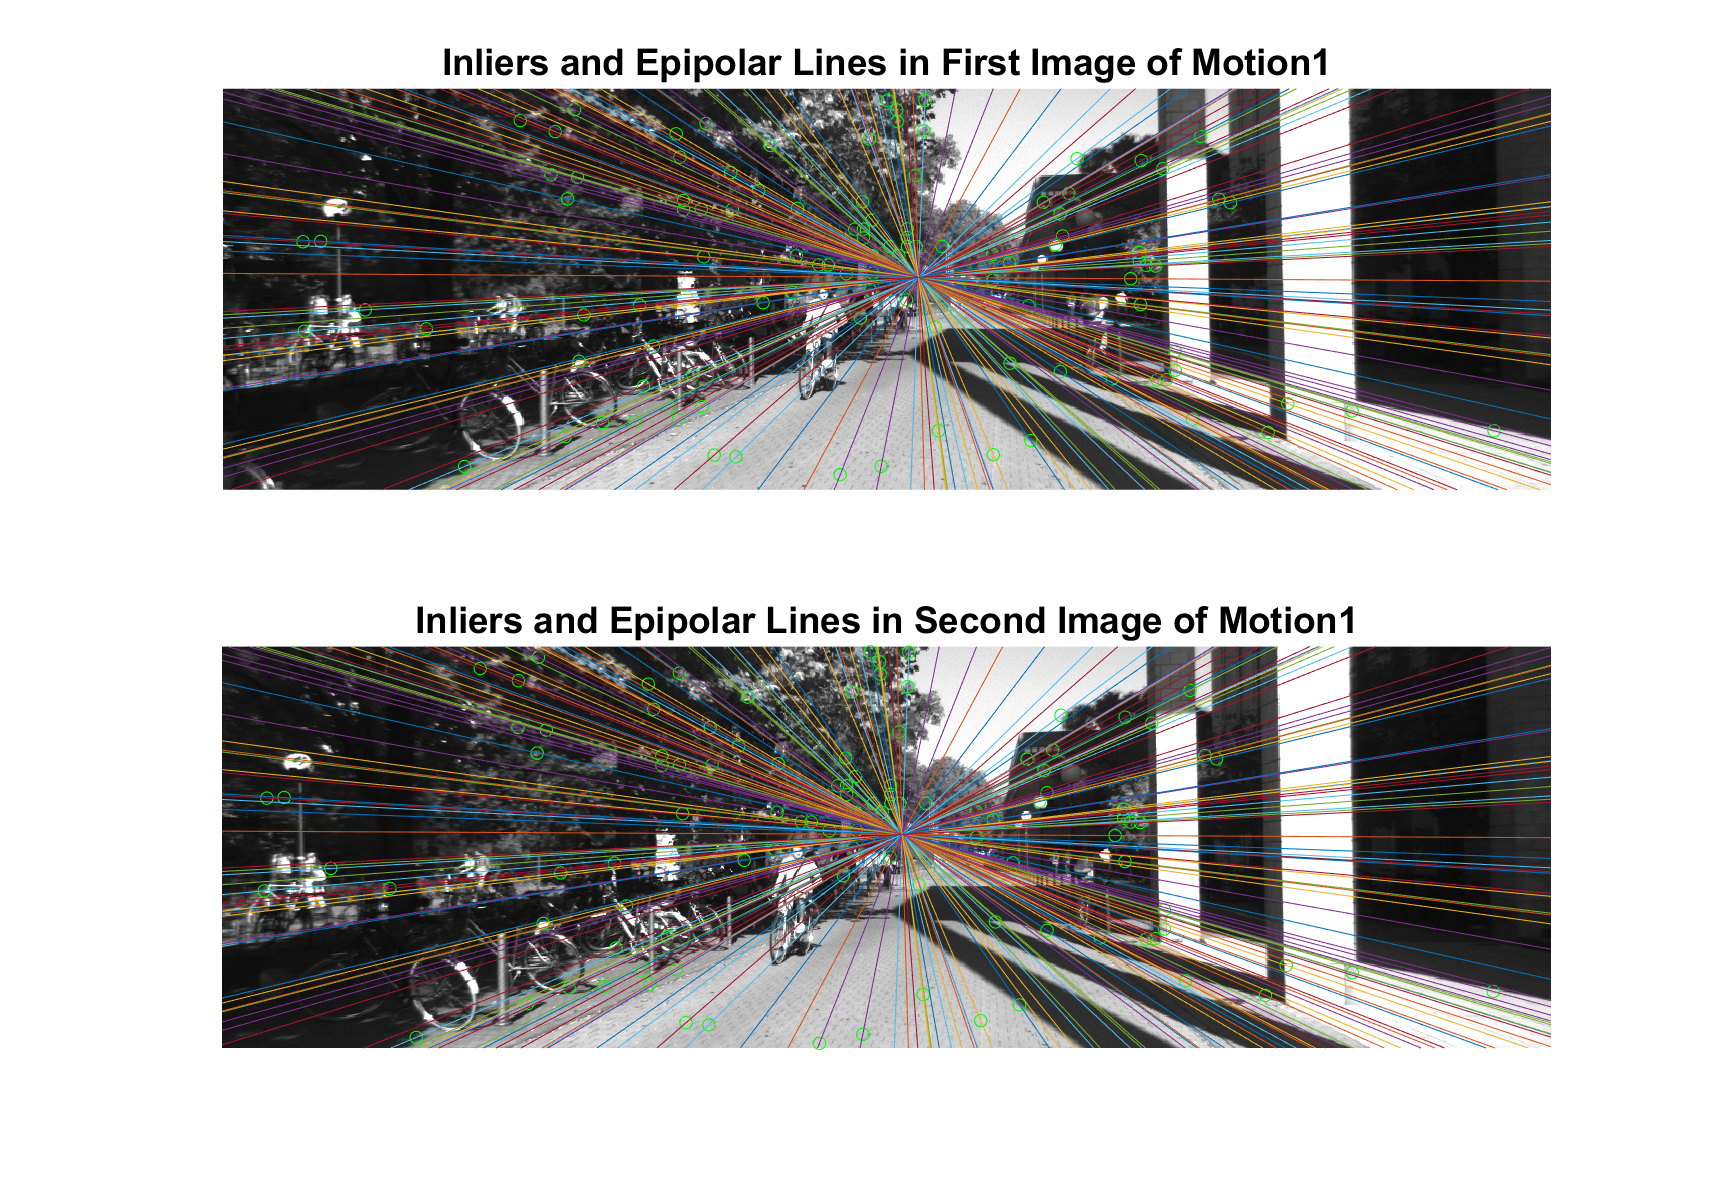 Inliers and Epipolar Lines in First Image of Motion1
Inliers and Epipolar Lines in Second Image of Motion1